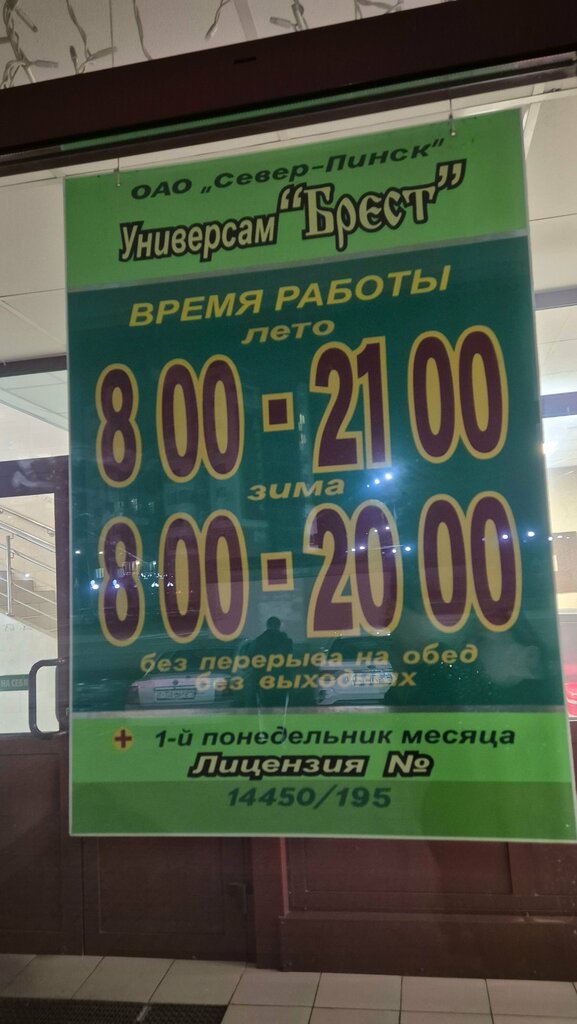 ОАО „Север-Пинск”
Универсам “Брест”
ВРЕМЯ РАБОТЫ
лето
8 00 - 21 00
зима
8 00 - 20 00
без перерыва на обед
без выходных
+ 1-й понедельник месяца
Лицензия №
14450/195